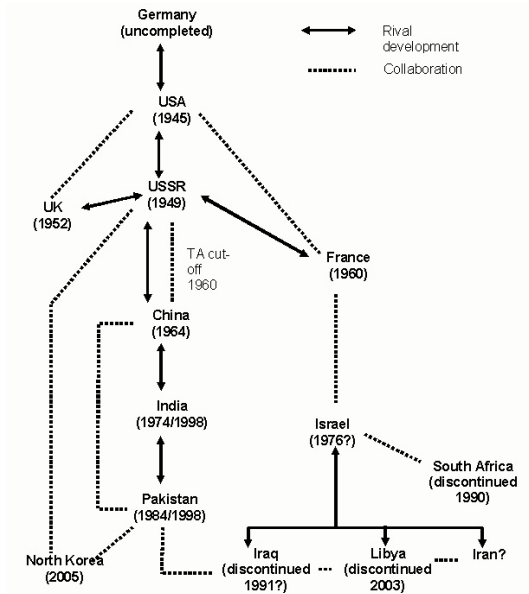 Germany
(uncompleted)
Rival
development
Collaboration
USA
(1945)
USSR
(1949)
UK
(1952)
TA cut-
off
1960
France
(1960)
China
(1964)
India
(1974/1998)
Israel
(1976?)
South Africa
(discontinued
1990)
Pakistan
(1984/1998)
North Korea
(2005)
Iraq
(discontinued
1991?)
Libya
(discontinued
2003)
Iran?